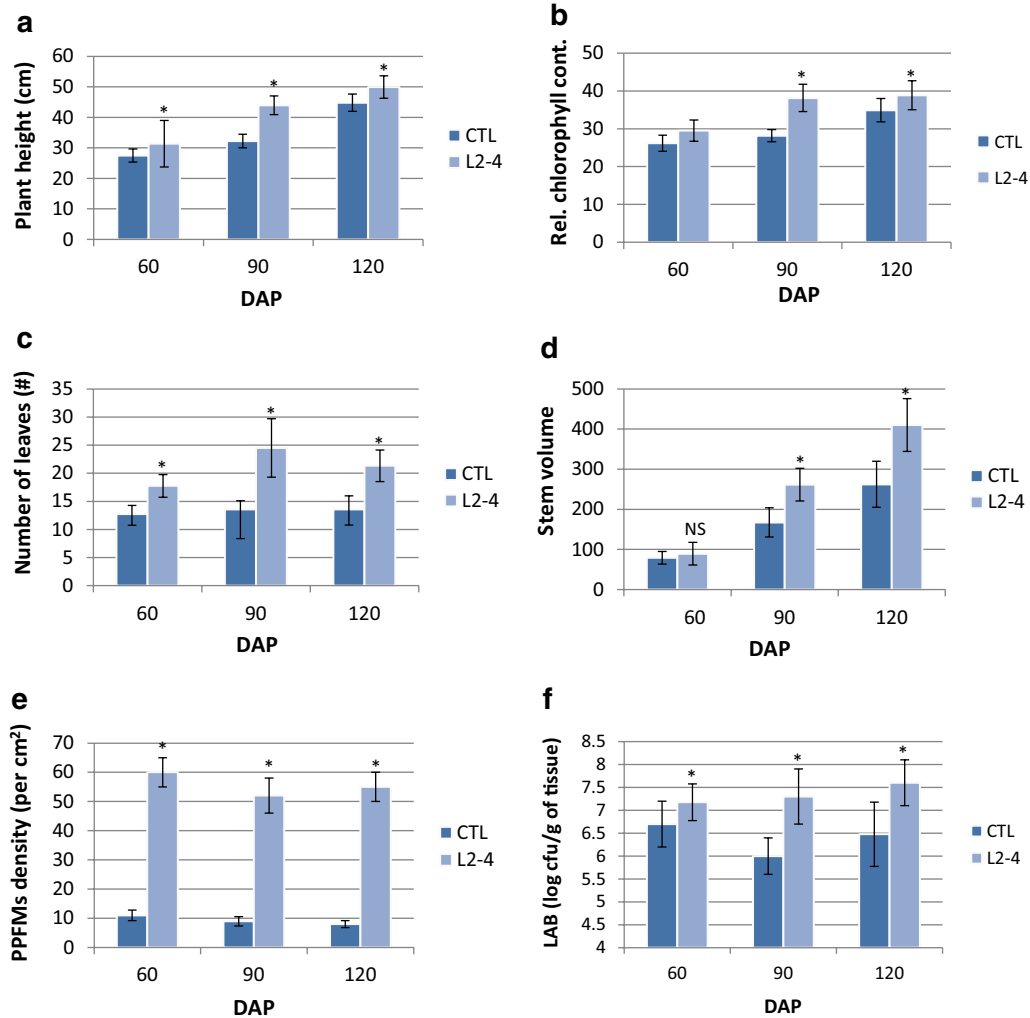 a
Plant height (cm)
60
50
40
30
20
10
0
*
*
*
60 90 120
DAP
CTL
L2-4
b
Rel. chlorophyll cont.
50
40
30
20
10
0
*
*
60 90 120
DAP
CTL
L2-4
c
Number of leaves (#)
35
30
25
20
15
10
5
0
*
*
*
60 90 120
DAP
CTL
L2-4
d
Stem volume
500
400
300
200
100
0
NS
*
*
60 90 120
DAP
CTL
L2-4
e
PPFMs density (per cm²)
70
60
50
40
30
20
10
0
*
*
*
60 90 120
DAP
CTL
L2-4
f
LAB (log cfu/g of tissue)
8.5
8
7.5
7
6.5
6
5.5
5
4.5
4
*
*
*
60 90 120
DAP
CTL
L2-4